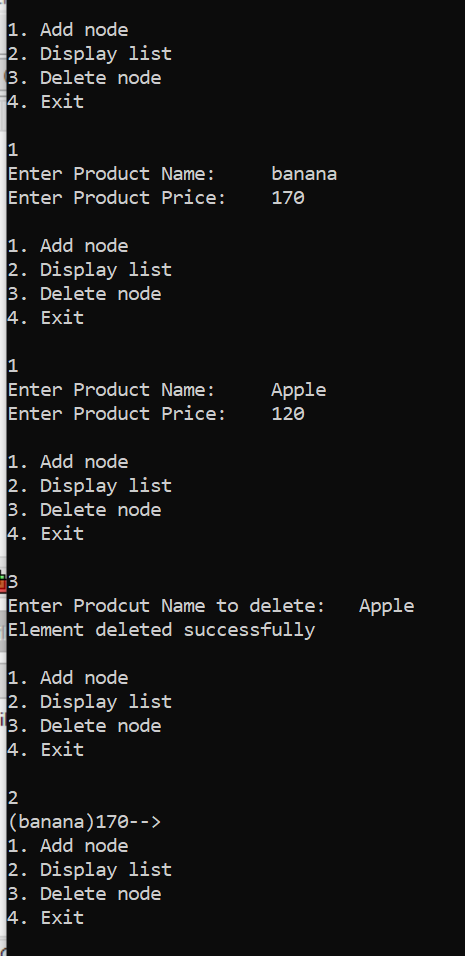 1. Add node
2. Display list
3. Delete node
4. Exit
1
Enter Product Name: banana
Enter Product Price: 170
1. Add node
2. Display list
3. Delete node
4. Exit
1
Enter Product Name: Apple
Enter Product Price: 120
1. Add node
2. Display list
3. Delete node
4. Exit
3
Enter Prodcut Name to delete: Apple
Element deleted successfully
1. Add node
2. Display list
3. Delete node
4. Exit
2
(banana)170-->
1. Add node
2. Display list
3. Delete node
4. Exit